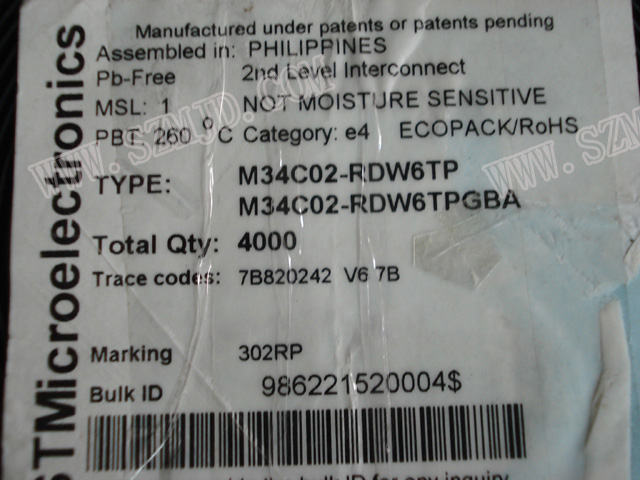 STMicroelectronics
Manufactured under patents or patents pending
Assembled in: PHILIPPINES
Pb-Free 2nd Level Interconnect
MSL: 1 NOT MOISTURE SENSITIVE
PBT 260 °C Category: e4 ECOPACK/RoHS
TYPE: M34C02-RDW6TP
M34C02-RDW6TPGBA
Total Qty: 4000
Trace codes: 7B820242 V6 7B
Marking 302RP
Bulk ID 986221520004$
WWW.SZMJD.COM
WWW.SZM